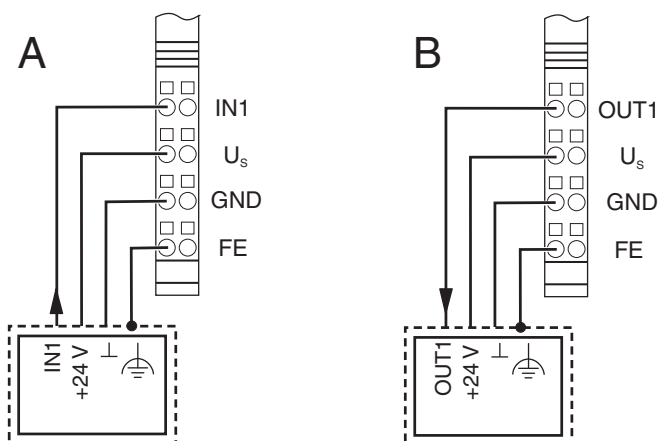 A
IN1
U_s
GND
FE
IN1
+24 V
B
OUT1
U_s
GND
FE
OUT1
+24 V